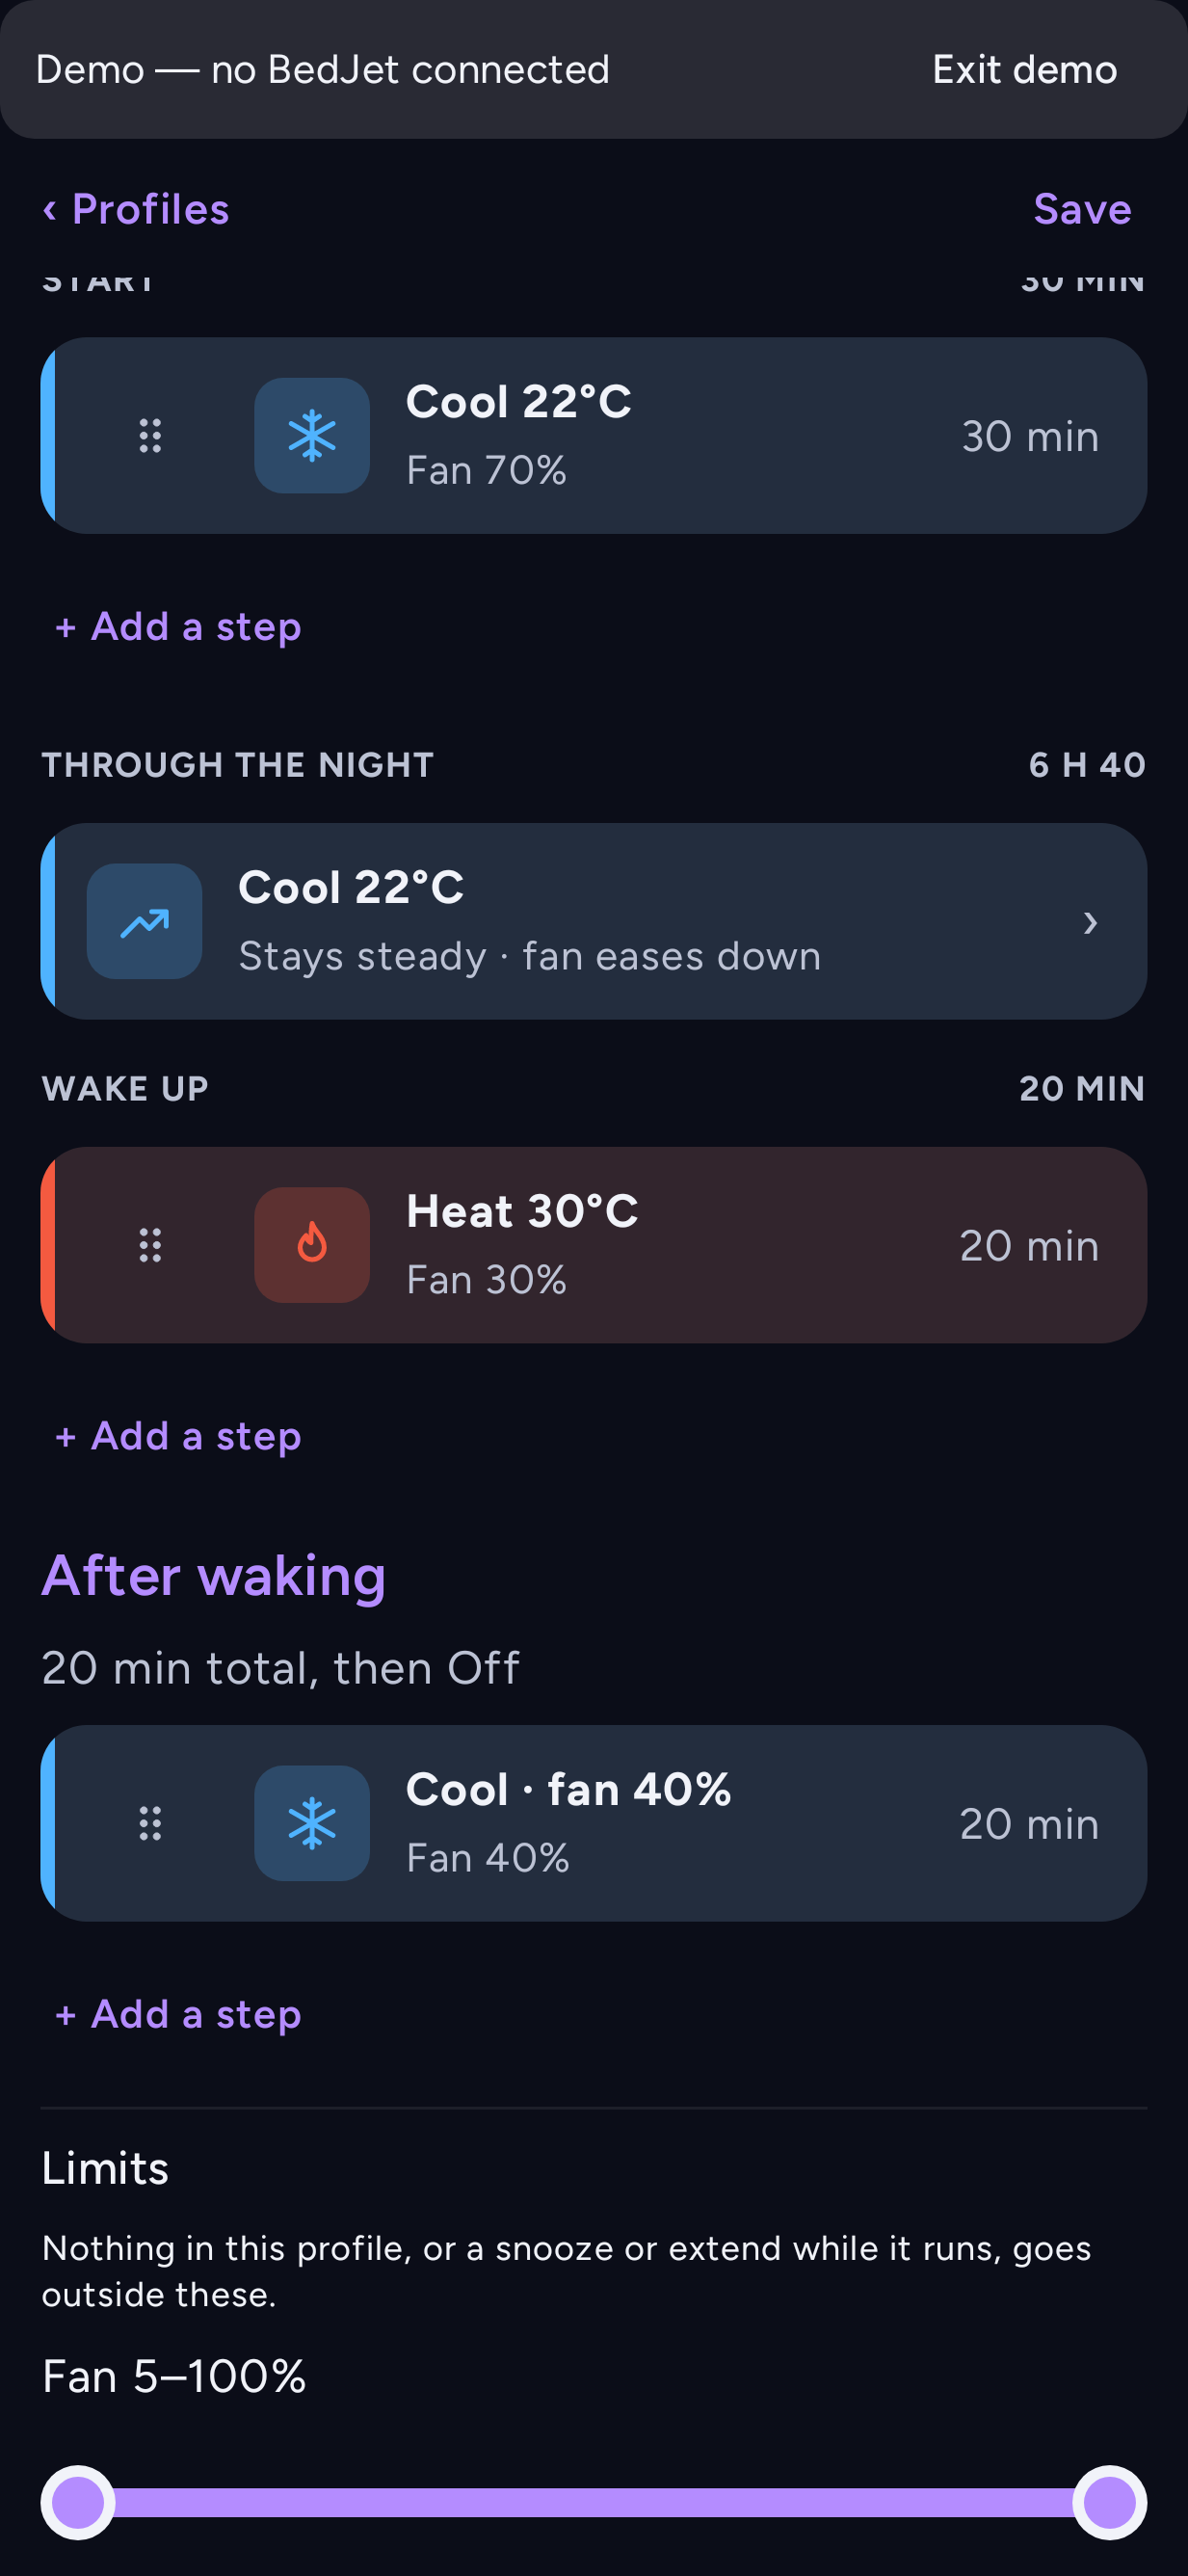 Demo — no BedJet connected
Exit demo
‹ Profiles
Save
START
30 MIN
Cool 22°C
Fan 70%
30 min
+ Add a step
THROUGH THE NIGHT
6 H 40
Cool 22°C
Stays steady · fan eases down
›
WAKE UP
20 MIN
Heat 30°C
Fan 30%
20 min
+ Add a step
After waking
20 min total, then Off
Cool · fan 40%
Fan 40%
20 min
+ Add a step
Limits
Nothing in this profile, or a snooze or extend while it runs, goes
outside these.
Fan 5–100%